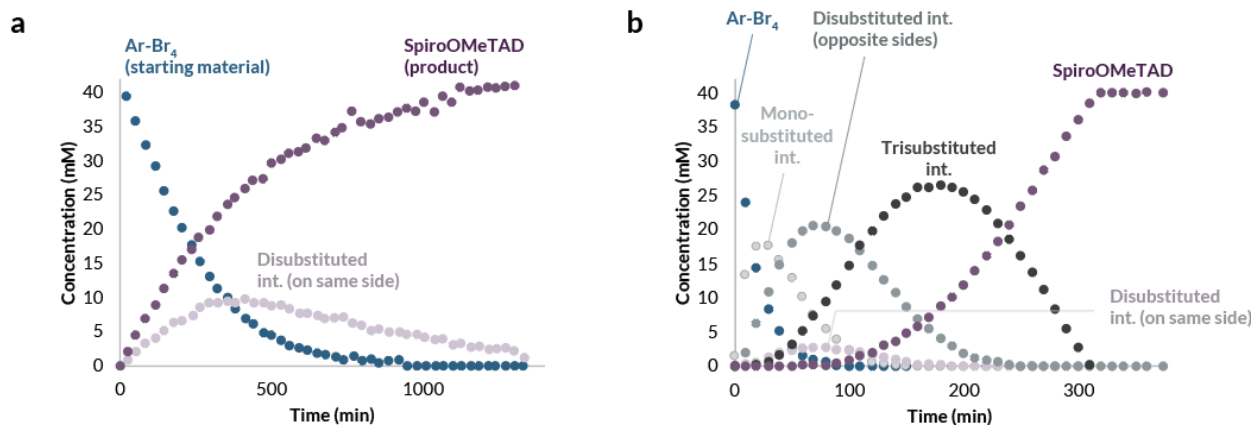 a
Ar-Br4
(starting material)
SpiroOMeTAD
(product)
Disubstituted
int. (on same side)
Concentration (mM)
40
35
30
25
20
15
10
5
0
0
500
1000
Time (min)
b
Ar-Br4
Disubstituted int.
(opposite sides)
SpiroOMeTAD
Mono-
substituted
int.
Trisubstituted
int.
Disubstituted
int. (on same side)
Concentration (mM)
40
35
30
25
20
15
10
5
0
0
100
200
300
Time (min)